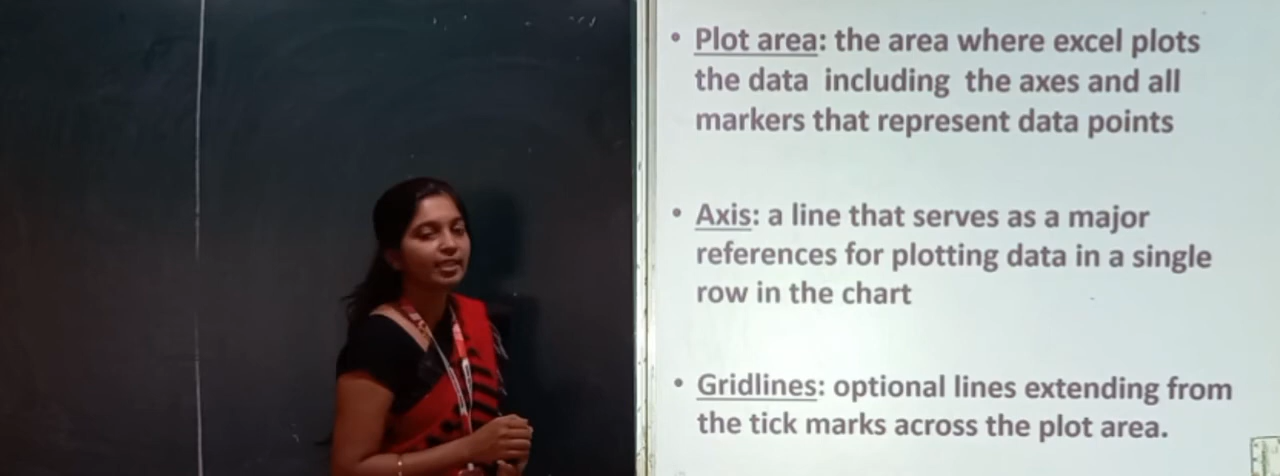 • Plot area: the area where excel plots
the data including the axes and all
markers that represent data points
• Axis: a line that serves as a major
references for plotting data in a single
row in the chart
• Gridlines: optional lines extending from
the tick marks across the plot area.